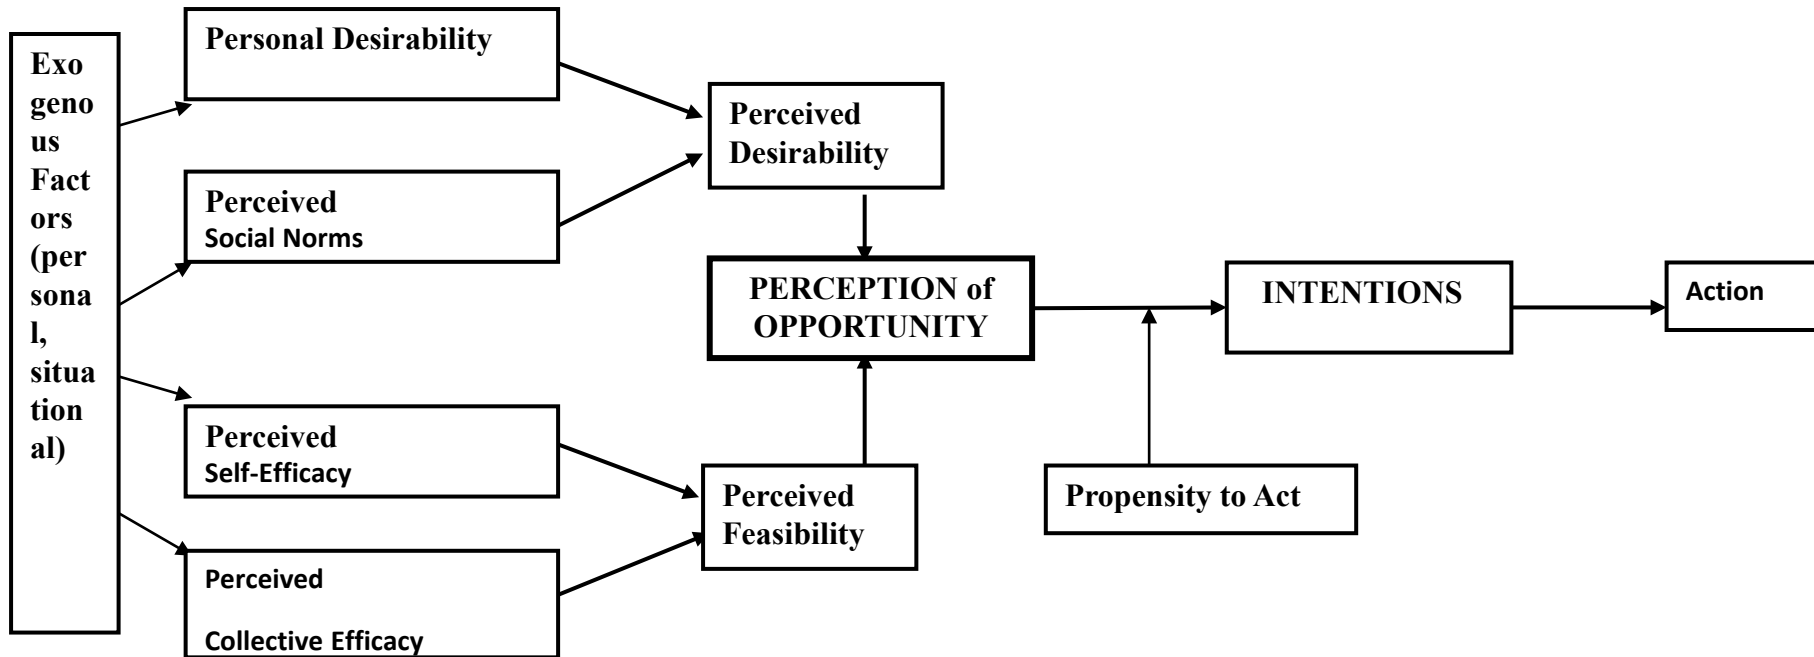 Exo
geno
us
Fact
ors
(per
sona
l,
situa
tion
al)
Personal Desirability
Perceived
Social Norms
Perceived
Self-Efficacy
Perceived
Collective Efficacy
Perceived
Desirability
PERCEPTION of
OPPORTUNITY
Perceived
Feasibility
Propensity to Act
INTENTIONS
Action